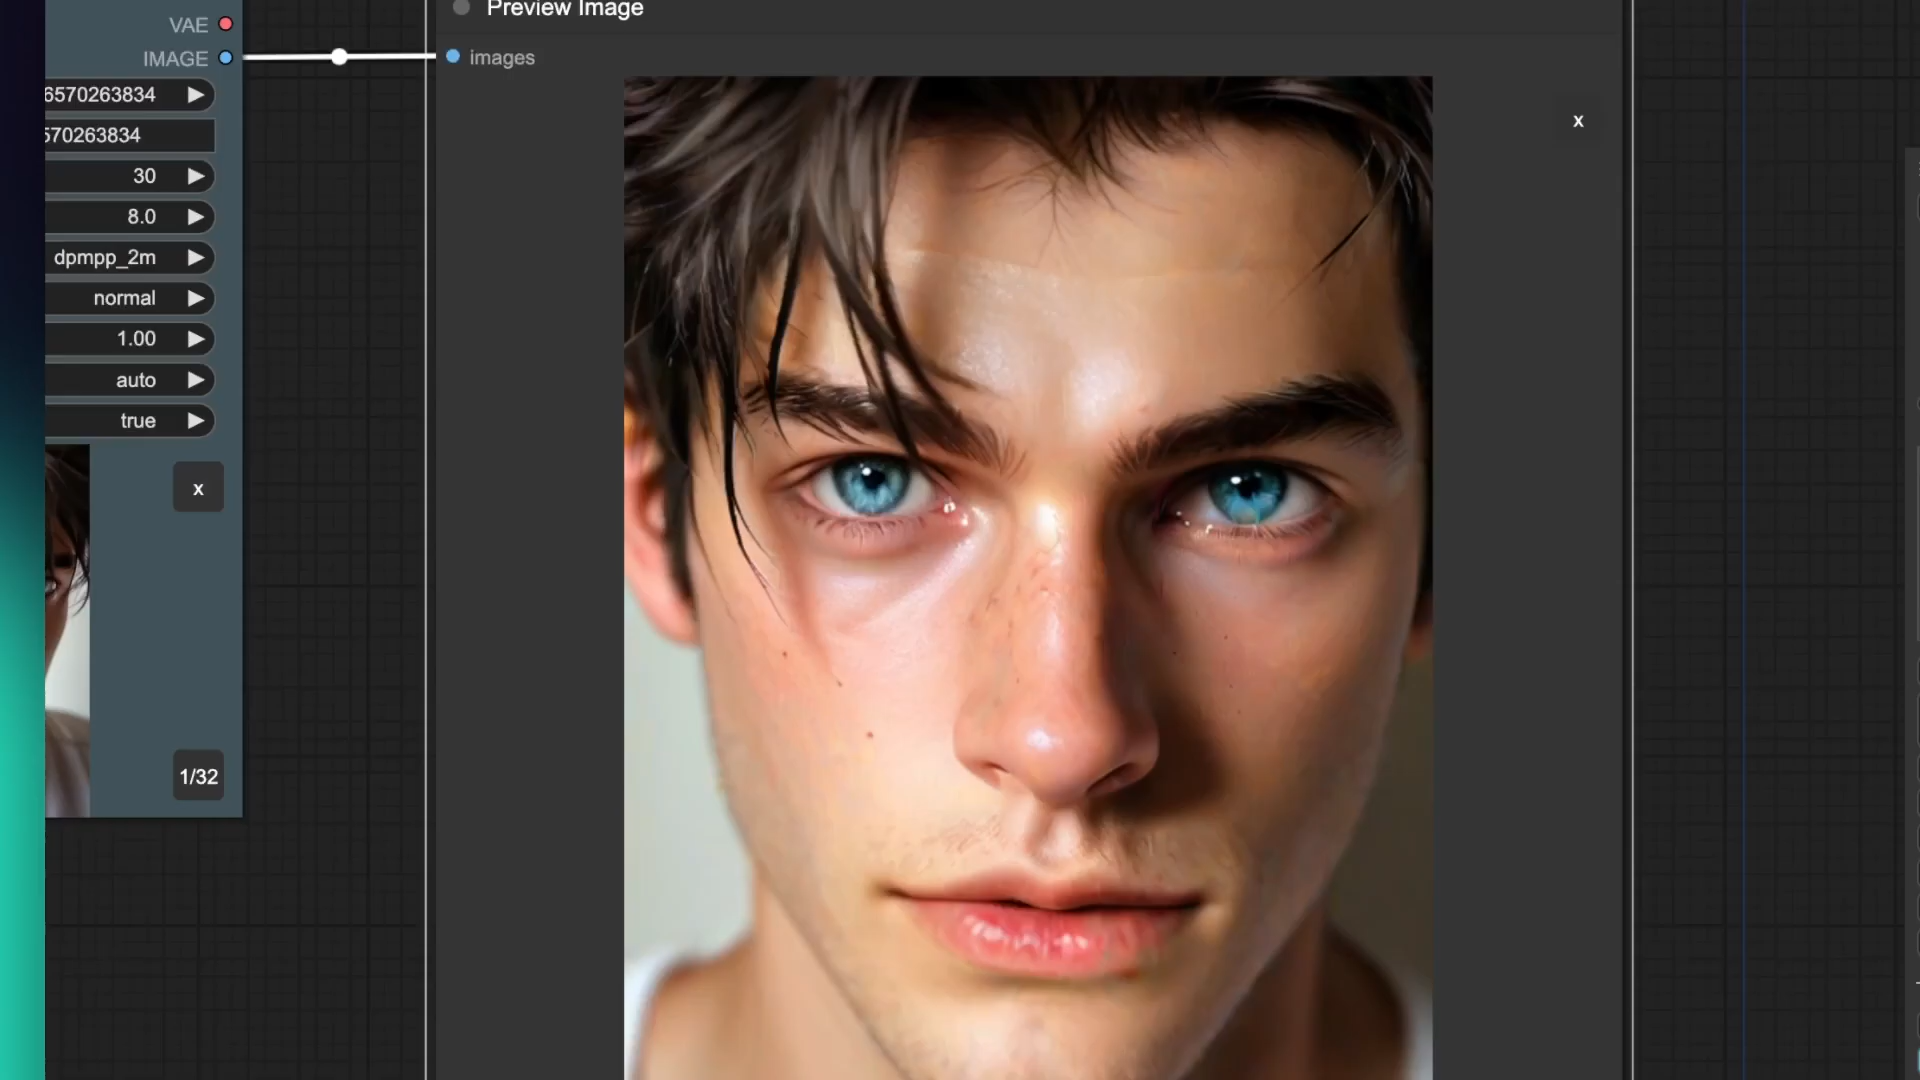 Preview Image
VAE
IMAGE
images
6570263834
570263834
30
8.0
dpmpp_2m
normal
1.00
auto
true
x
1/32
x